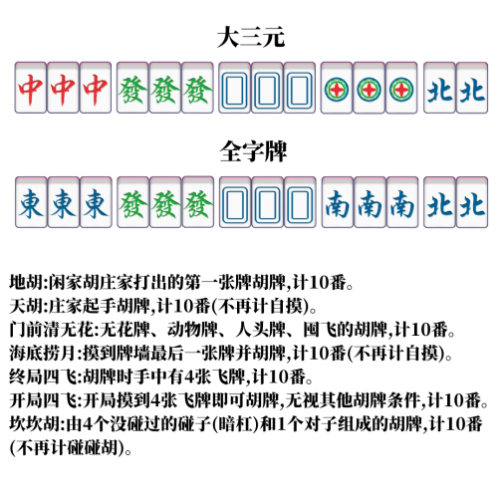 大三元
中中中發發發北北
全字牌
東東東發發發南南南北北
地胡:闲家胡庄家打出的第一张牌胡牌,计10番。
天胡:庄家起手胡牌,计10番(不再计自摸)。
门前清无花:无花牌、动物牌、人头牌、囤飞的胡牌,计10番。
海底捞月:摸到牌墙最后一张牌并胡牌,计10番(不再计自摸)。
终局四飞:胡牌时手中有4张飞牌,计10番。
开局四飞:开局摸到4张飞牌即可胡牌,无视其他胡牌条件,计10番。
坎坎胡:由4个没碰过的碰子(暗杠)和1个对子组成的胡牌,计10番
(不再计碰碰胡)。